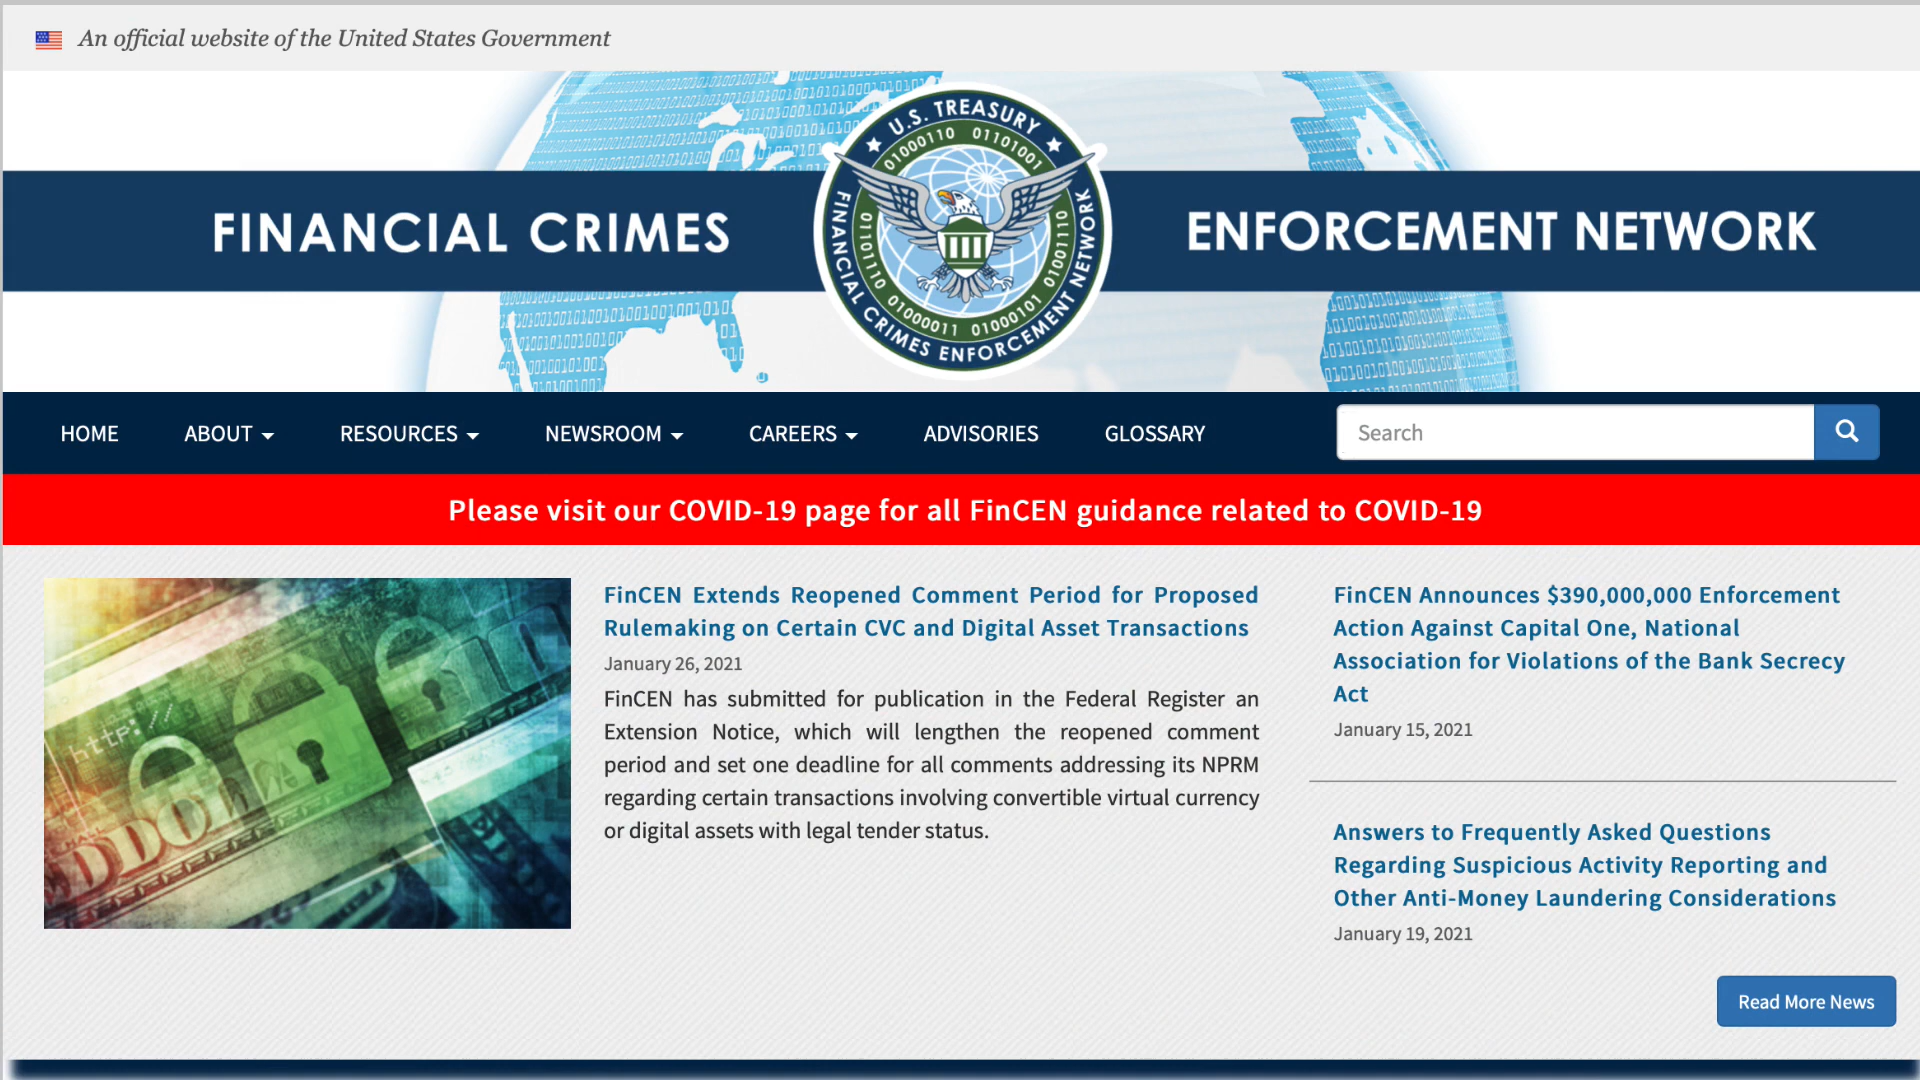 An official website of the United States Government
FINANCIAL CRIMES
ENFORCEMENT NETWORK
U.S. TREASURY
FINANCIAL CRIMES ENFORCEMENT NETWORK
01000110 01101001
01101110 01000011 01000101 01001110
HOME
ABOUT
RESOURCES
NEWSROOM
CAREERS
ADVISORIES
GLOSSARY
Search
Please visit our COVID-19 page for all FinCEN guidance related to COVID-19
http://
FinCEN Extends Reopened Comment Period for Proposed
Rulemaking on Certain CVC and Digital Asset Transactions
January 26, 2021
FinCEN has submitted for publication in the Federal Register an
Extension Notice, which will lengthen the reopened comment
period and set one deadline for all comments addressing its NPRM
regarding certain transactions involving convertible virtual currency
or digital assets with legal tender status.
FinCEN Announces $390,000,000 Enforcement
Action Against Capital One, National
Association for Violations of the Bank Secrecy
Act
January 15, 2021
Answers to Frequently Asked Questions
Regarding Suspicious Activity Reporting and
Other Anti-Money Laundering Considerations
January 19, 2021
Read More News